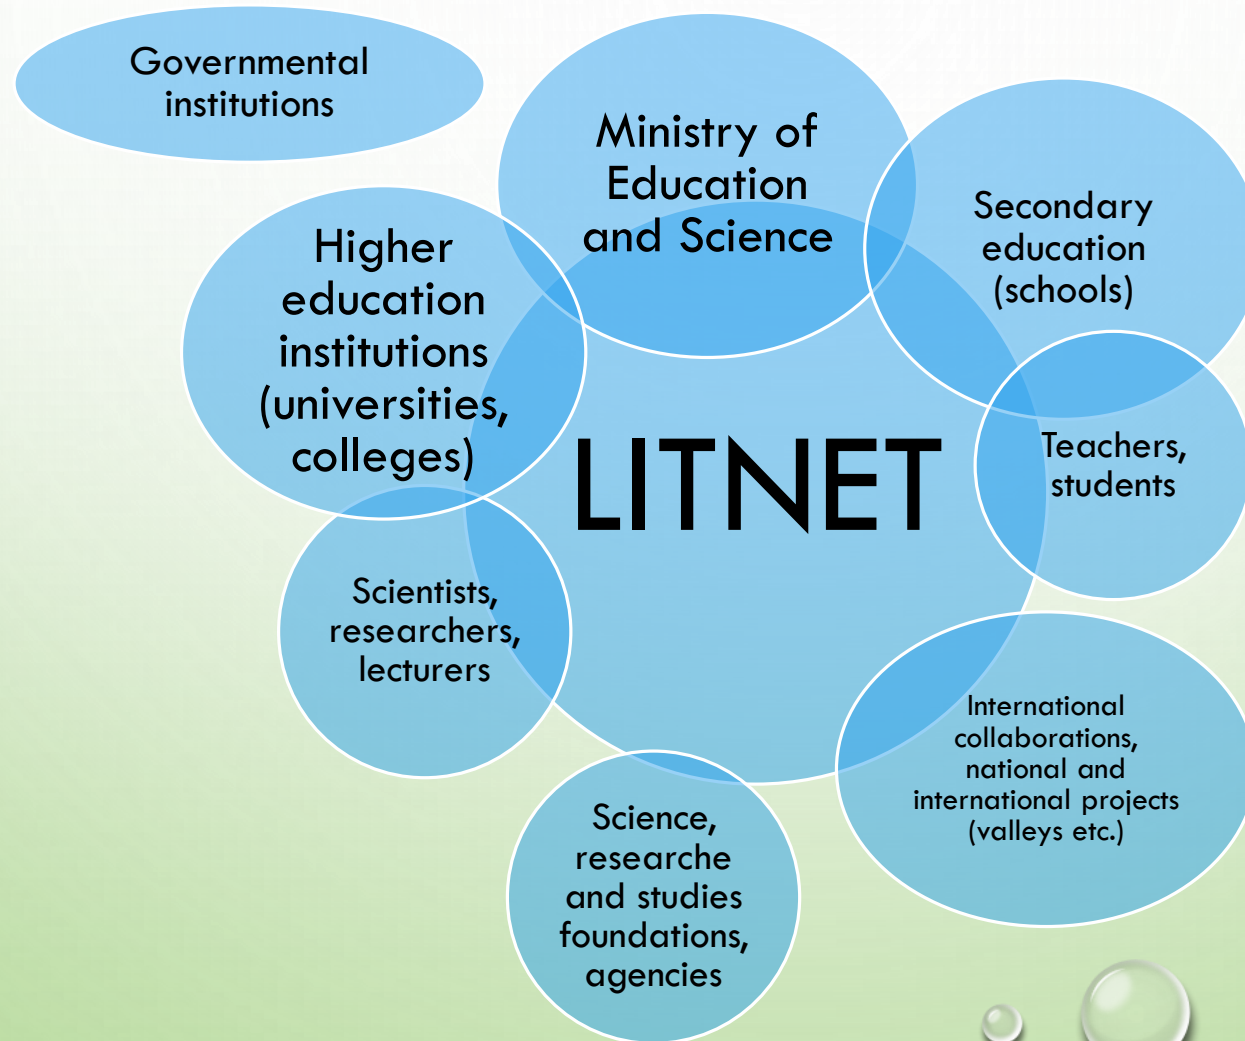 Governmental
institutions
Ministry of
Education
and Science
Secondary
education
(schools)
Higher
education
institutions
(universities,
colleges)
LITNET
Teachers,
students
Scientists,
researchers,
lecturers
International
collaborations,
national and
international projects
(valleys etc.)
Science,
researche
and studies
foundations,
agencies